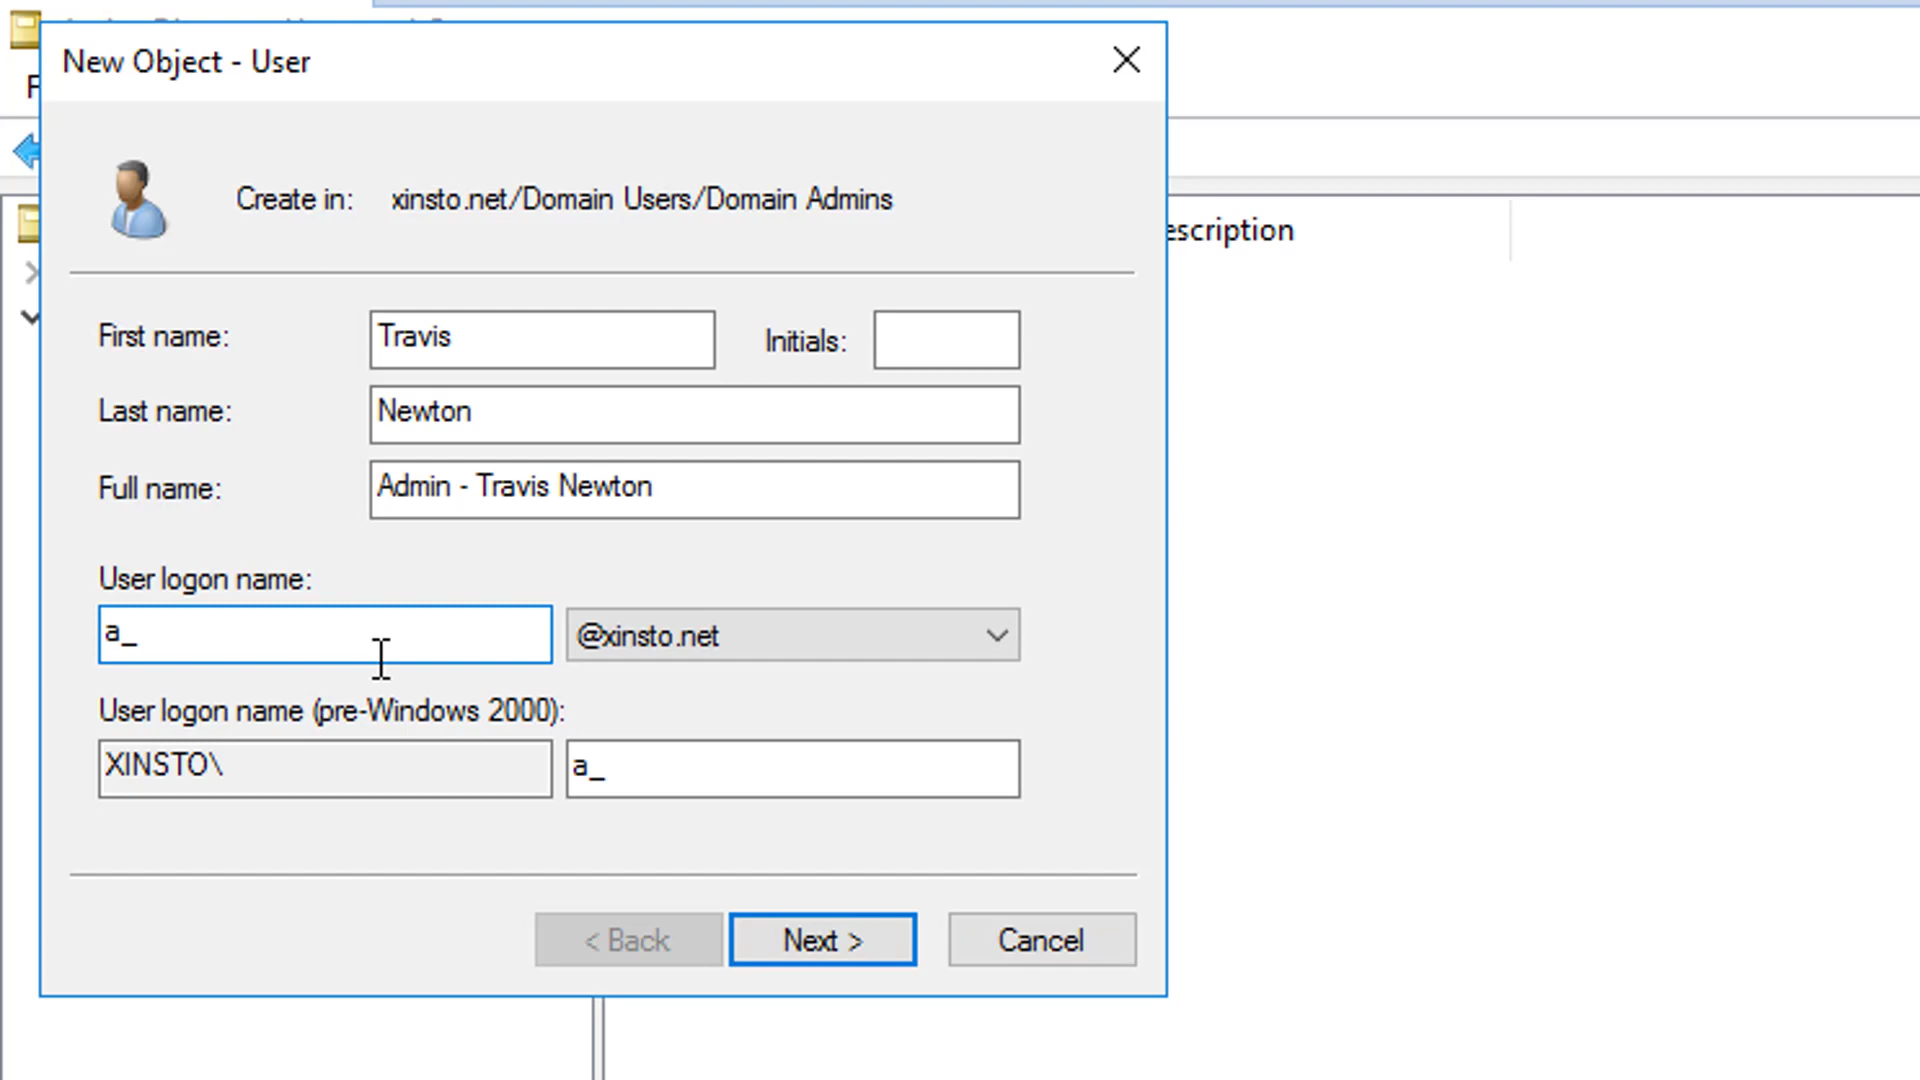 New Object - User
Create in: xinsto.net/Domain Users/Domain Admins
escription
First name: Travis Initials:
Last name: Newton
Full name: Admin - Travis Newton
User logon name:
a_ @xinsto.net
User logon name (pre-Windows 2000):
XINSTO\ a_
< Back Next > Cancel